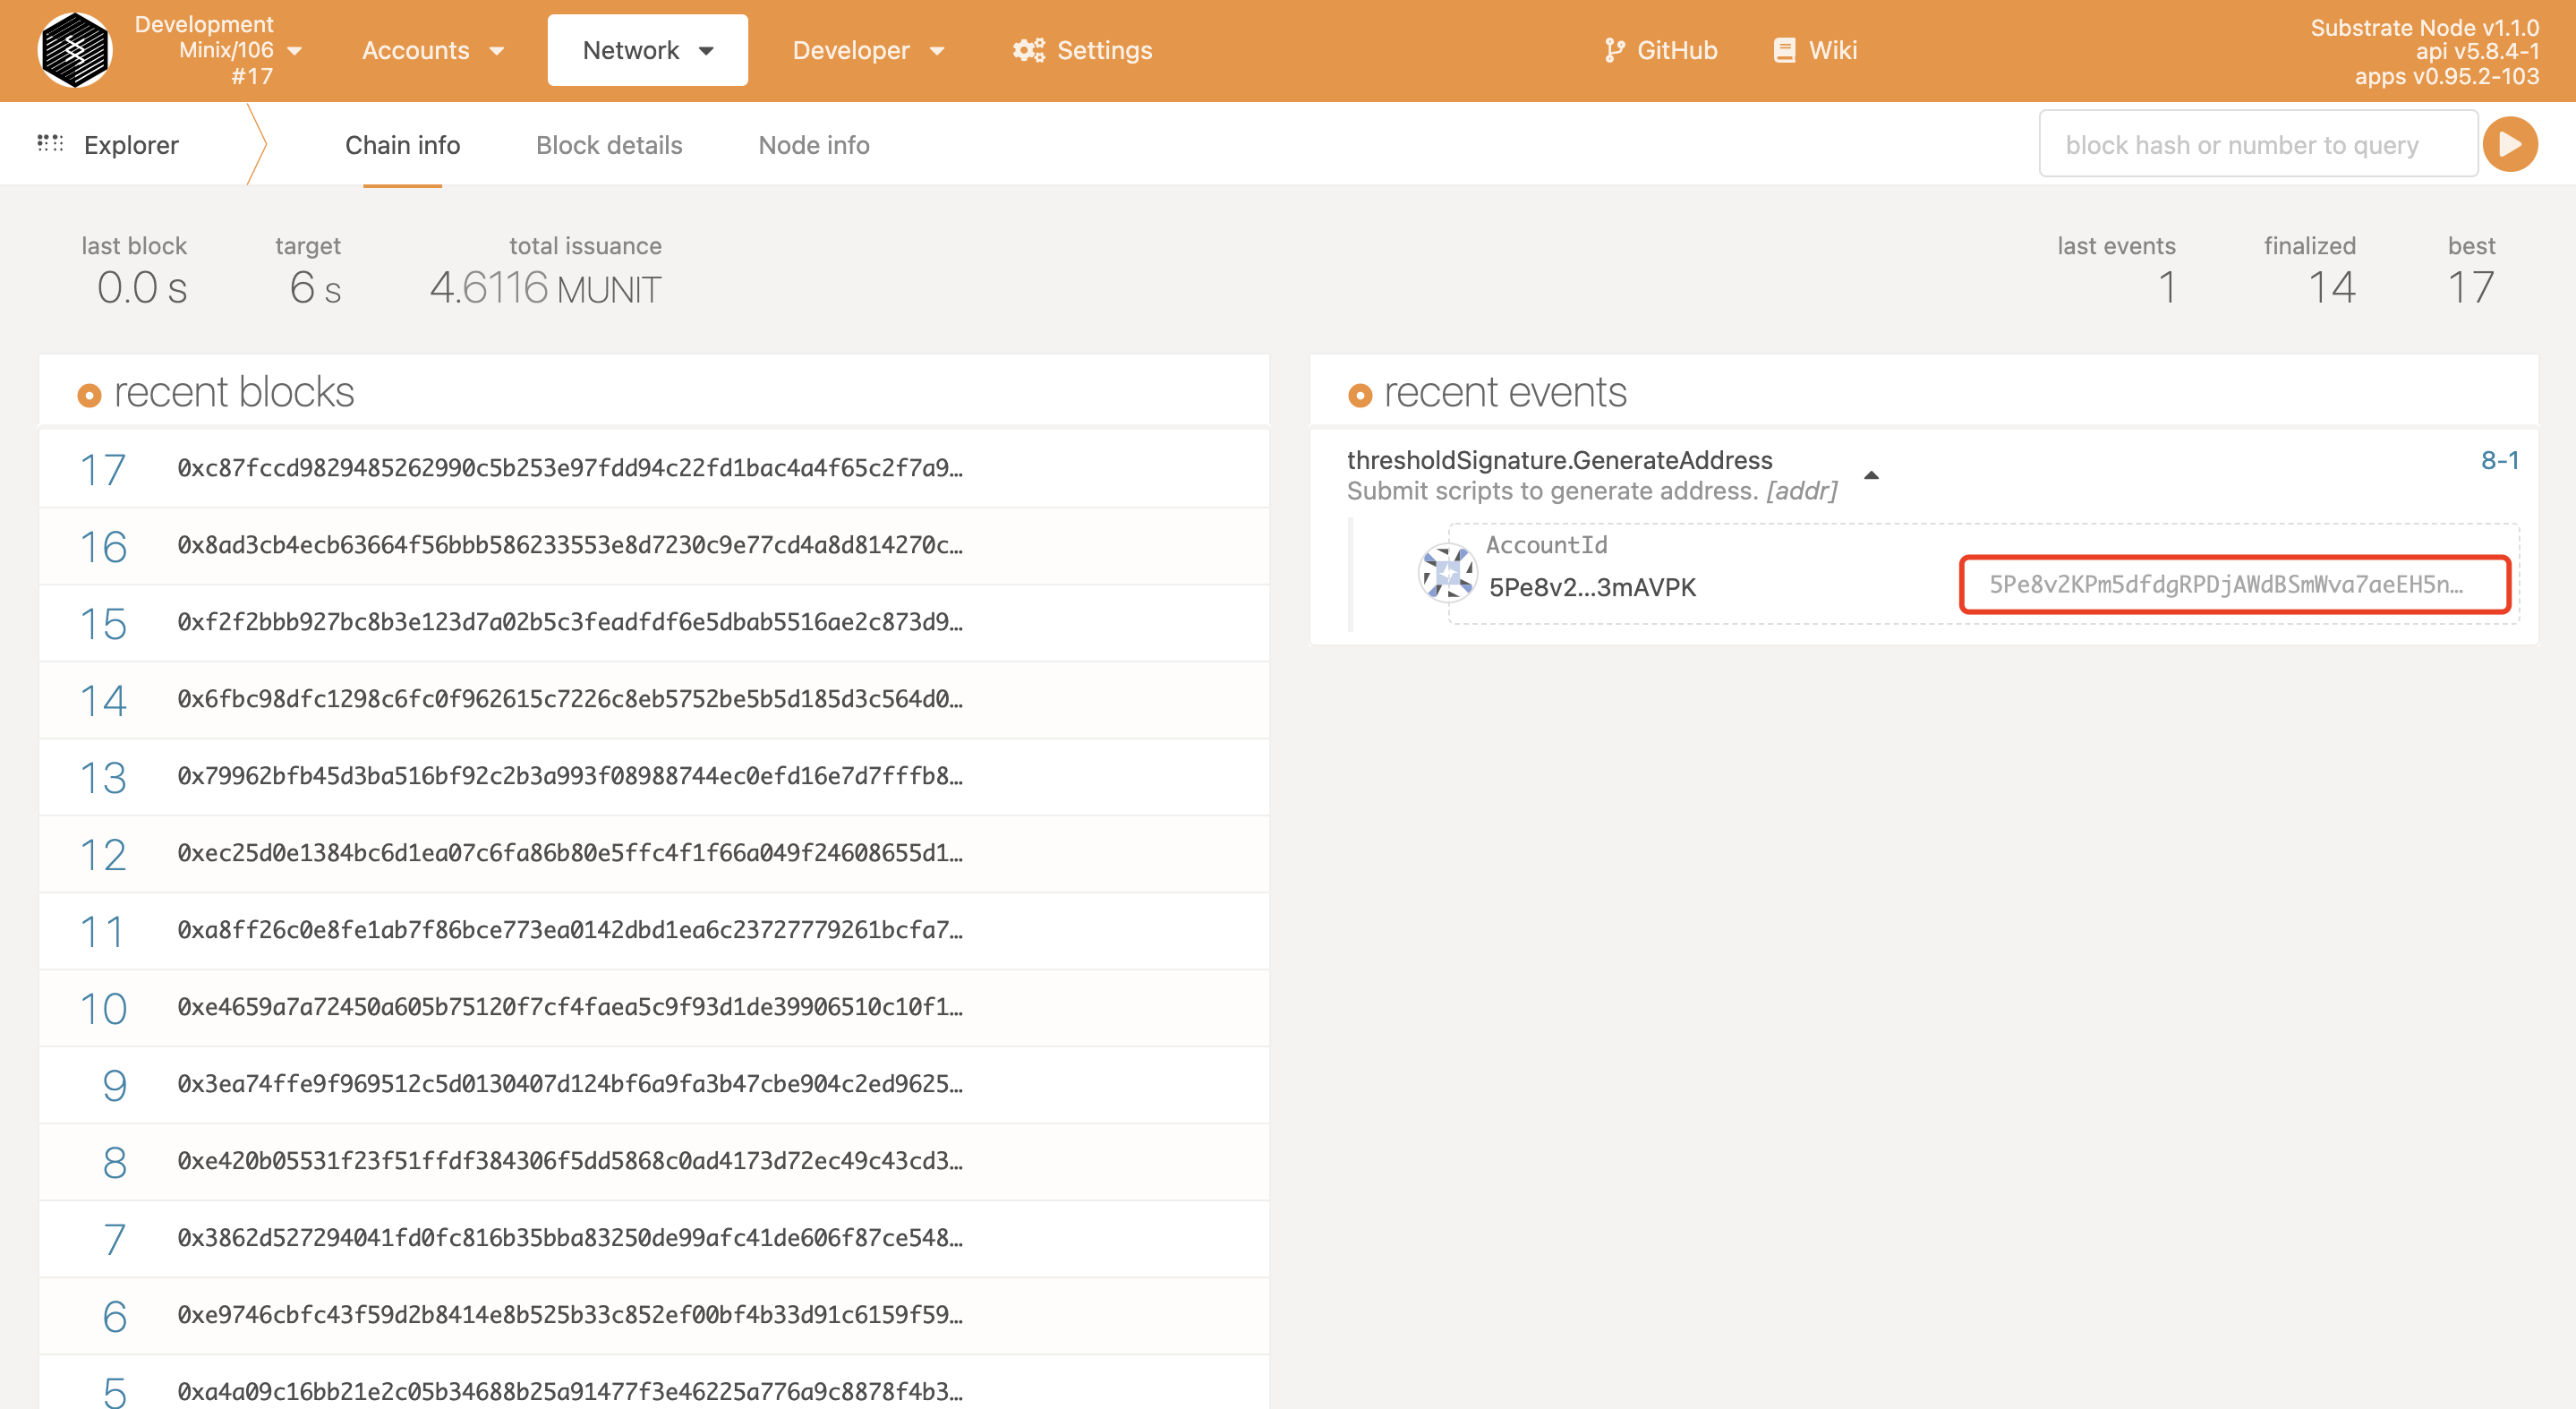 Development
Minix/106
#17
Accounts
Network
Developer
Settings
GitHub
Wiki
Substrate Node v1.1.0
api v5.8.4-1
apps v0.95.2-103
Explorer
Chain info
Block details
Node info
block hash or number to query
last block
0.0 s
target
6 s
total issuance
4.6116 MUNIT
last events
1
finalized
14
best
17
recent blocks
17 0xc87fccd9829485262990c5b253e97fdd94c22fd1bac4a4f65c2f7a9…
16 0x8ad3cb4ecb63664f56bbb586233553e8d7230c9e77cd4a8d814270c…
15 0xf2f2bbb927bc8b3e123d7a02b5c3feadfdf6e5dbab5516ae2c873d9…
14 0x6fbc98dfc1298c6fc0f962615c7226c8eb5752be5b5d185d3c564d0…
13 0x79962bfb45d3ba516bf92c2b3a993f08988744ec0efd16e7d7fffb8…
12 0xec25d0e1384bc6d1ea07c6fa86b80e5ffc4f1f66a049f24608655d1…
11 0xa8ff26c0e8fe1ab7f86bce773ea0142dbd1ea6c23727779261bcfa7…
10 0xe4659a7a72450a605b75120f7cf4faea5c9f93d1de39906510c10f1…
9 0x3ea74ffe9f969512c5d0130407d124bf6a9fa3b47cbe904c2ed9625…
8 0xe420b05531f23f51ffdf384306f5dd5868c0ad4173d72ec49c43cd3…
7 0x3862d527294041fd0fc816b35bba83250de99afc41de606f87ce548…
6 0xe9746cbfc43f59d2b8414e8b525b33c852ef00bf4b33d91c6159f59…
5 0xa4a09c16bb21e2c05b34688b25a91477f3e46225a776a9c8878f4b3…
recent events
thresholdSignature.GenerateAddress
8-1
Submit scripts to generate address. [addr]
AccountId
5Pe8v2…3mAVPK
5Pe8v2KPm5dfdgRPDjAWdBSmWva7aeEH5n…